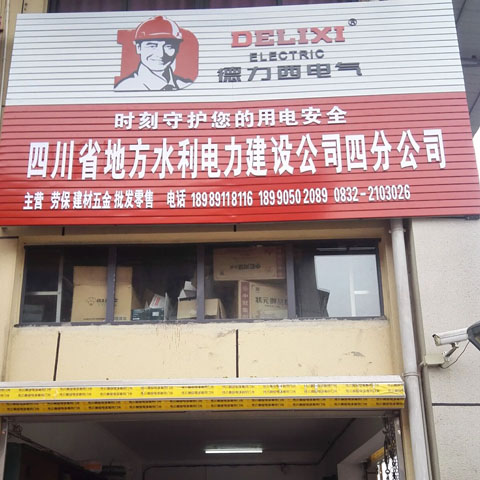 DELIXI ®
ELECTRIC
德力西电气
时刻守护您的用电安全
四川省地方水利电力建设公司四分公司
主营 劳保 建材五金 批发零售 电话 18989118116 18990502089 0832-2103026